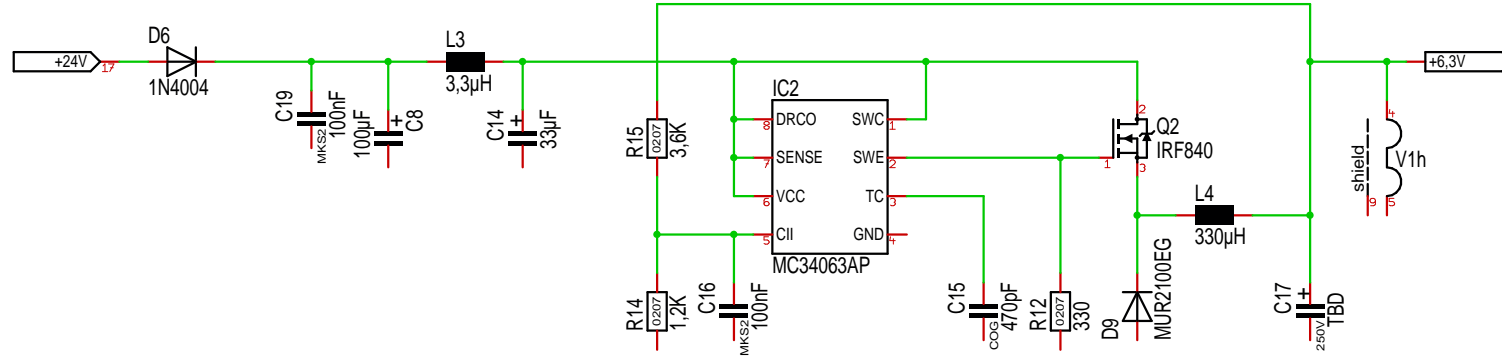 +24V
17
D6
1N4004
C19
100nF
MKS2
100µF
C8
L3
3,3µH
C14
33µF
R15
0207
3,6K
R14
0207
1,2K
C16
100nF
MKS2
IC2
DRCO
8
SENSE
7
VCC
6
CII
5
SWC
1
SWE
2
TC
3
GND
4
MC34063AP
C15
470pF
COG
R12
0207
330
2
1
3
Q2
IRF840
D9
MUR2100EG
L4
330µH
C17
TBD
250V
+6,3V
shield
9
4
5
V1h